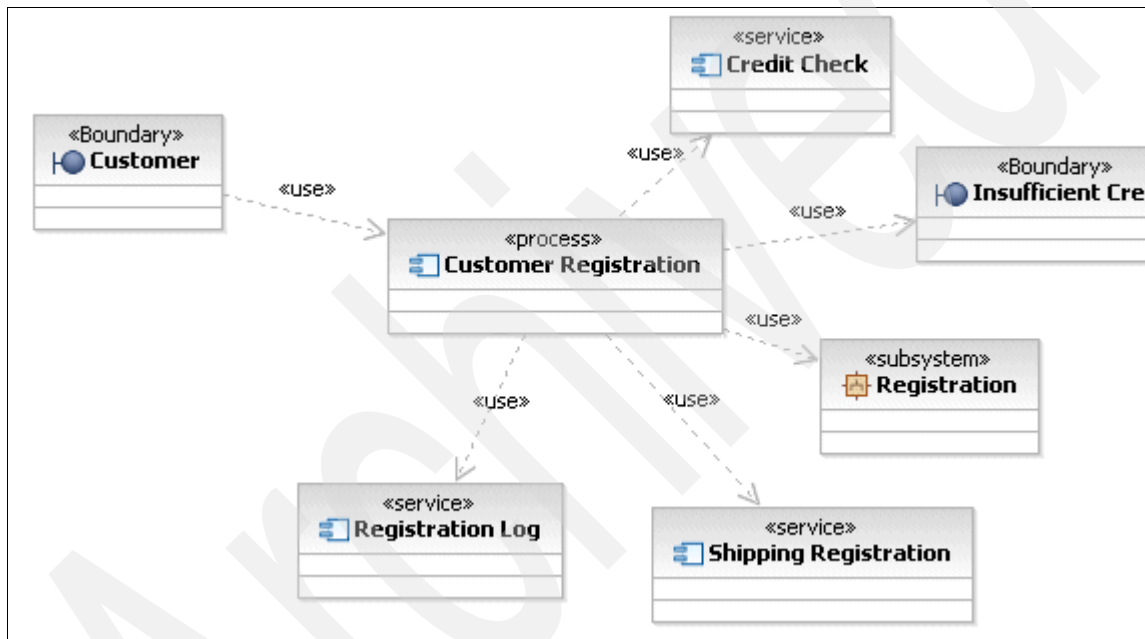 «service»
Credit Check
«Boundary»
Customer
«use»
«use»
«Boundary»
Insufficient Cre
«use»
«process»
Customer Registration
«use»
«subsystem»
Registration
«use»
«use»
«service»
Registration Log
«service»
Shipping Registration
Archived